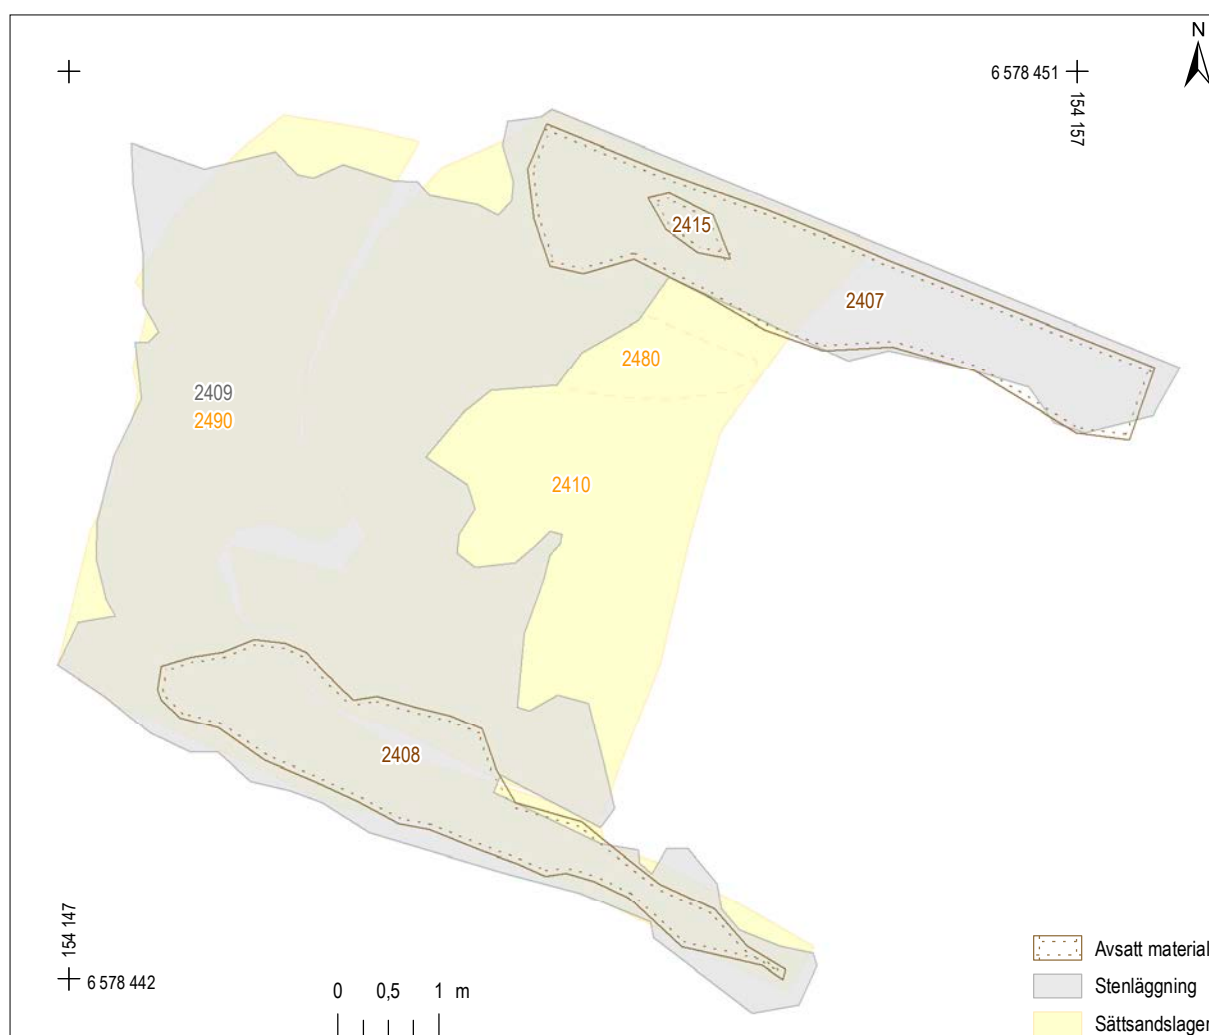 N
6 578 451
154 157
2415
2407
2480
2409
2490
2410
2408
154 147
6 578 442
0 0,5 1 m
Avsatt material
Stenläggning
Sättsandslager